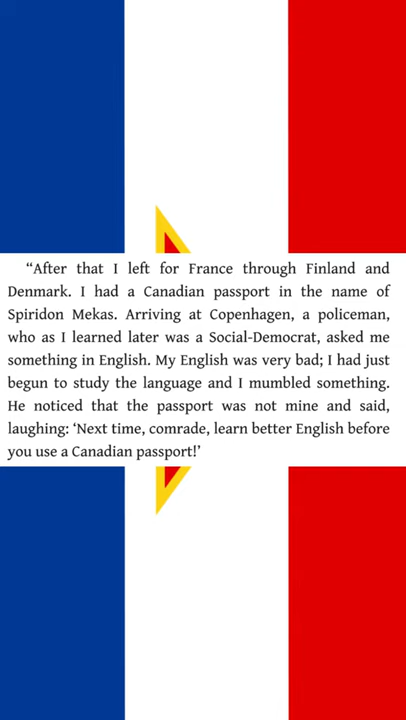 “After that I left for France through Finland and
Denmark. I had a Canadian passport in the name of
Spiridon Mekas. Arriving at Copenhagen, a policeman,
who as I learned later was a Social-Democrat, asked me
something in English. My English was very bad; I had just
begun to study the language and I mumbled something.
He noticed that the passport was not mine and said,
laughing: ‘Next time, comrade, learn better English before
you use a Canadian passport!’